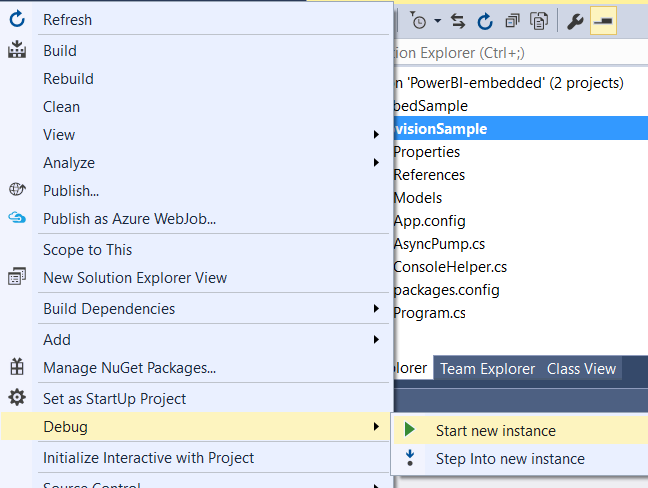 Refresh
Build
Rebuild
Clean
View
Analyze
Publish...
Publish as Azure WebJob...
Scope to This
New Solution Explorer View
Build Dependencies
Add
Manage NuGet Packages...
Set as StartUp Project
Debug
Initialize Interactive with Project
Source Control
tion Explorer (Ctrl+;)
n 'PowerBI-embedded' (2 projects)
bedSample
visionSample
Properties
References
Models
App.config
AsyncPump.cs
ConsoleHelper.cs
packages.config
Program.cs
lorer Team Explorer Class View
Start new instance
Step Into new instance